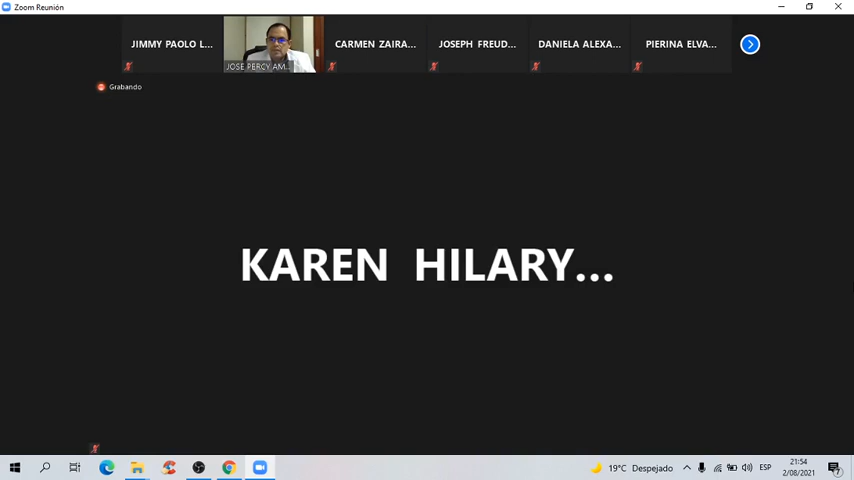 Zoom Reunión
JIMMY PAOLO L...
JOSE PERCY AM...
CARMEN ZAIRA...
JOSEPH FREUD...
DANIELA ALEXA...
PIERINA ELVA...
Grabando
KAREN HILARY...
19°C Despejado
ESP
21:54
2/08/2021
7